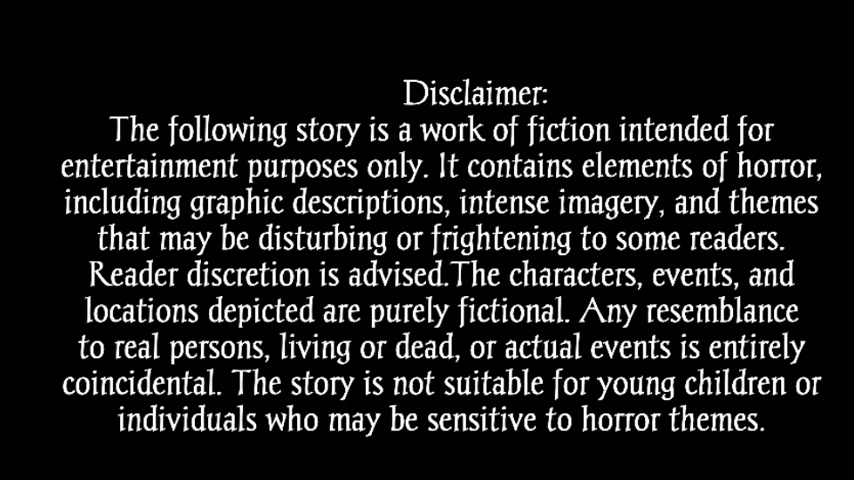 Disclaimer:
The following story is a work of fiction intended for
entertainment purposes only. It contains elements of horror,
including graphic descriptions, intense imagery, and themes
that may be disturbing or frightening to some readers.
Reader discretion is advised.The characters, events, and
locations depicted are purely fictional. Any resemblance
to real persons, living or dead, or actual events is entirely
coincidental. The story is not suitable for young children or
individuals who may be sensitive to horror themes.